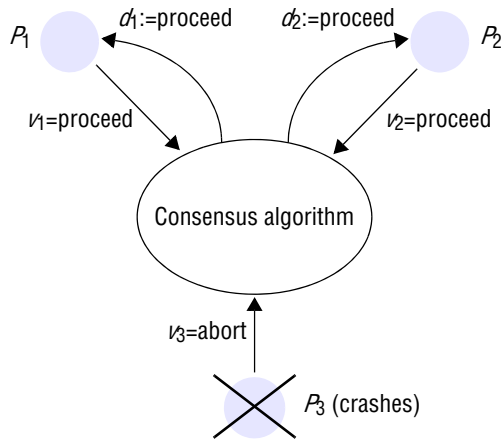 d1:=proceed d2:=proceed
P1 P2
v1=proceed v2=proceed
Consensus algorithm
v3=abort
P3 (crashes)